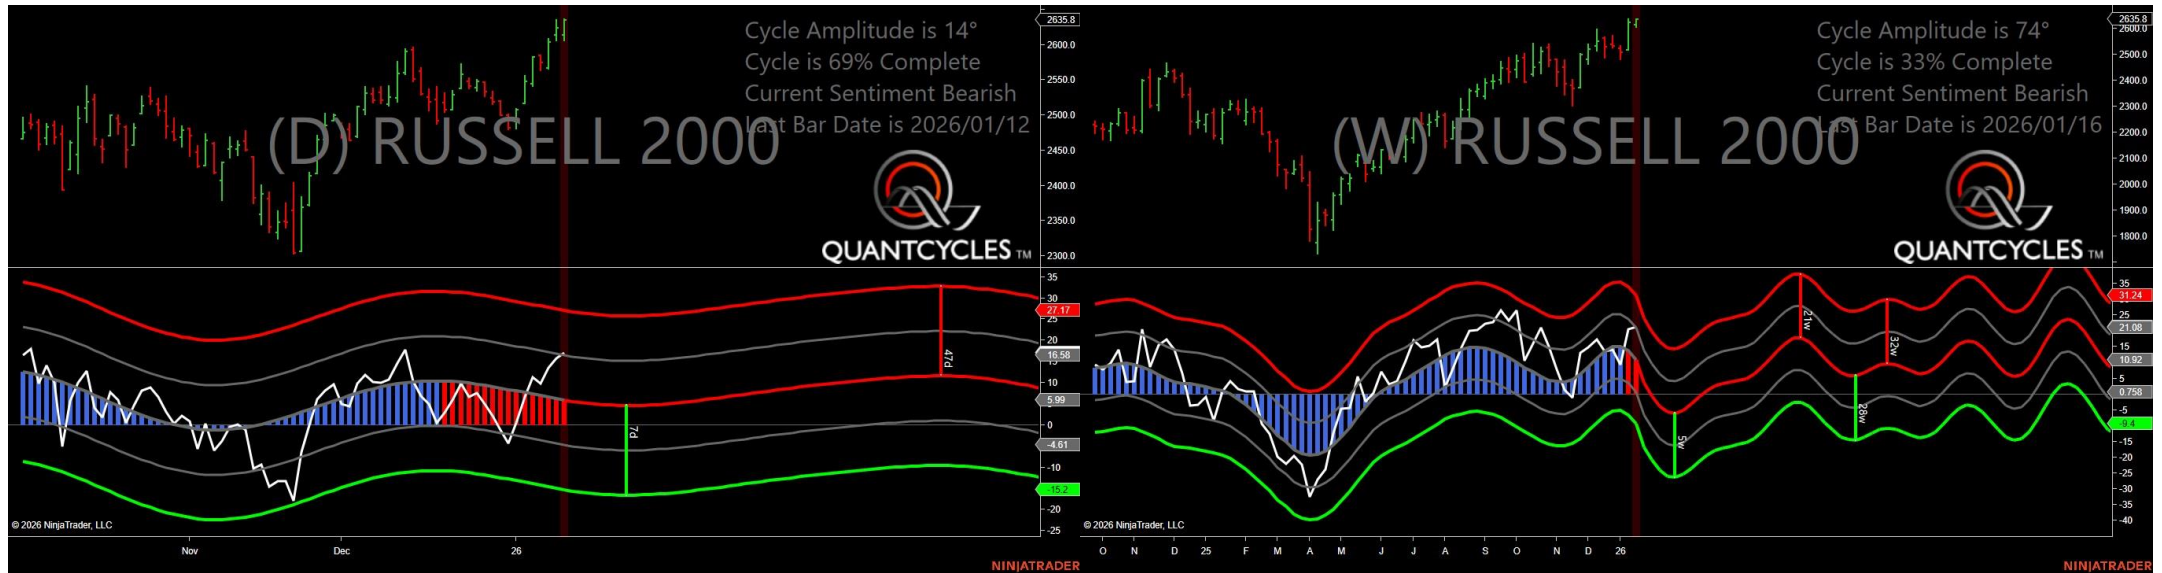 Cycle Amplitude is 14°
Cycle is 69% Complete
Current Sentiment Bearish
Last Bar Date is 2026/01/12
(D) RUSSELL 2000
QUANTCYCLES TM
2635.8
2600.0
2550.0
2500.0
2450.0
2400.0
2350.0
2300.0
35
30
27.17
25
20
16.58
10
5.99
0
-4.61
-10
-15.2
-20
-25
47d
7d
© 2026 NinjaTrader, LLC
Nov Dec 26
NINJATRADER
Cycle Amplitude is 74°
Cycle is 33% Complete
Current Sentiment Bearish
Last Bar Date is 2026/01/16
(W) RUSSELL 2000
QUANTCYCLES TM
2635.8
2600.0
2500.0
2400.0
2300.0
2200.0
2100.0
2000.0
1900.0
1800.0
35
31.24
25
21.08
15
10.92
5
0.758
-5
-9.4
-15
-20
-25
-30
-35
-40
21w
32w
28w
5w
© 2026 NinjaTrader, LLC
O N D 25 F M A M J J A S O N D 26
NINJATRADER